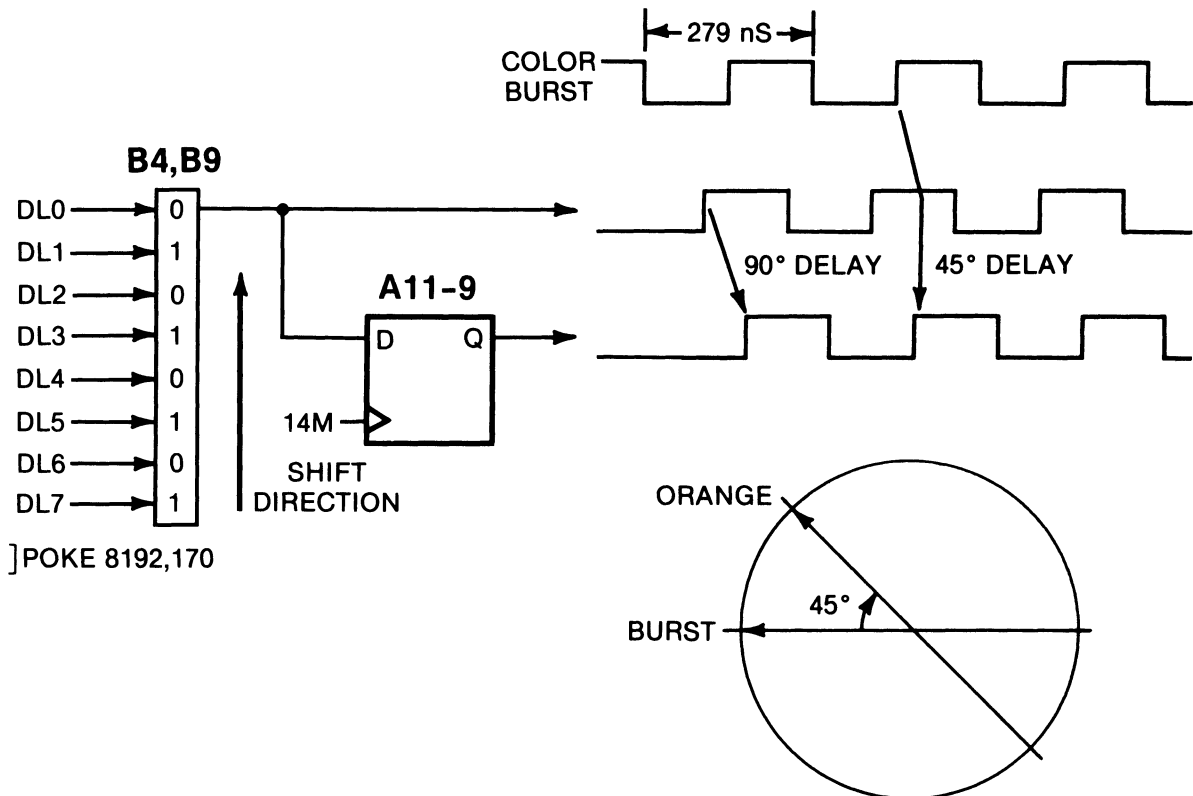 279 nS
COLOR
BURST
B4,B9
DL0 0
DL1 1
DL2 0
DL3 1
DL4 0
DL5 1
DL6 0
DL7 1
SHIFT
DIRECTION
A11-9
D Q
14M
90° DELAY
45° DELAY
]POKE 8192,170
ORANGE
45°
BURST